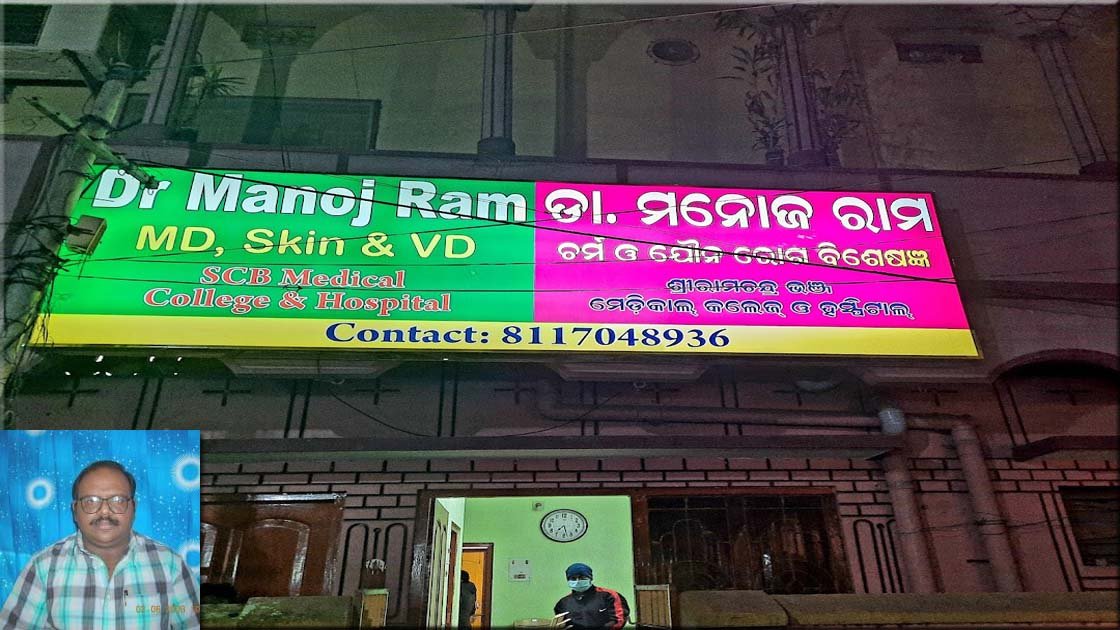 Dr Manoj Ram
MD, Skin & VD
SCB Medical
College & Hospital
ଡା. ମନୋଜ ରାମ
ଚର୍ମ ଓ ଯୌନ ରୋଗ ବିଶେଷଜ୍ଞ
ଶ୍ରୀରାମଚନ୍ଦ୍ର ଭଞ୍ଜ
ମେଡ଼ିକାଲ୍ କଲେଜ୍ ଓ ହସ୍ପିଟାଲ୍
Contact: 8117048936